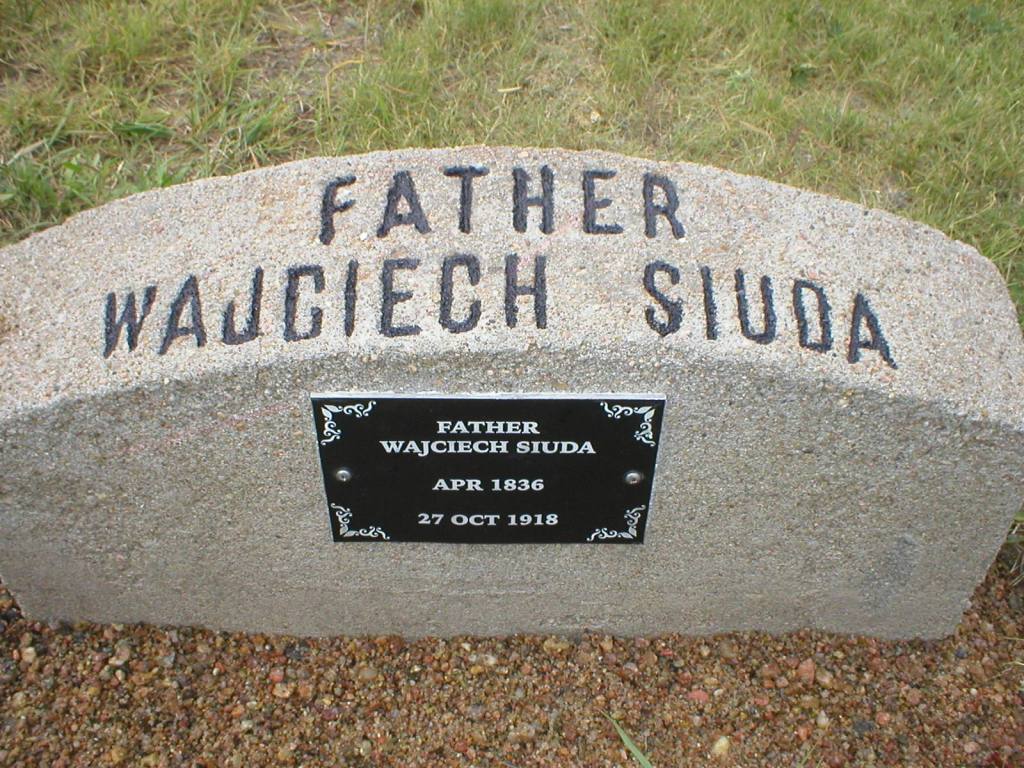 FATHER
WAJCIECH SIUDA
FATHER
WAJCIECH SIUDA
APR 1836
27 OCT 1918